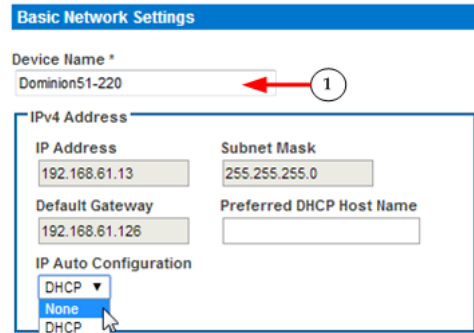 Basic Network Settings
Device Name *
Dominion51-220
1
IPv4 Address
IP Address Subnet Mask
192.168.61.13 255.255.255.0
Default Gateway Preferred DHCP Host Name
192.168.61.126
IP Auto Configuration
DHCP
None
DHCP